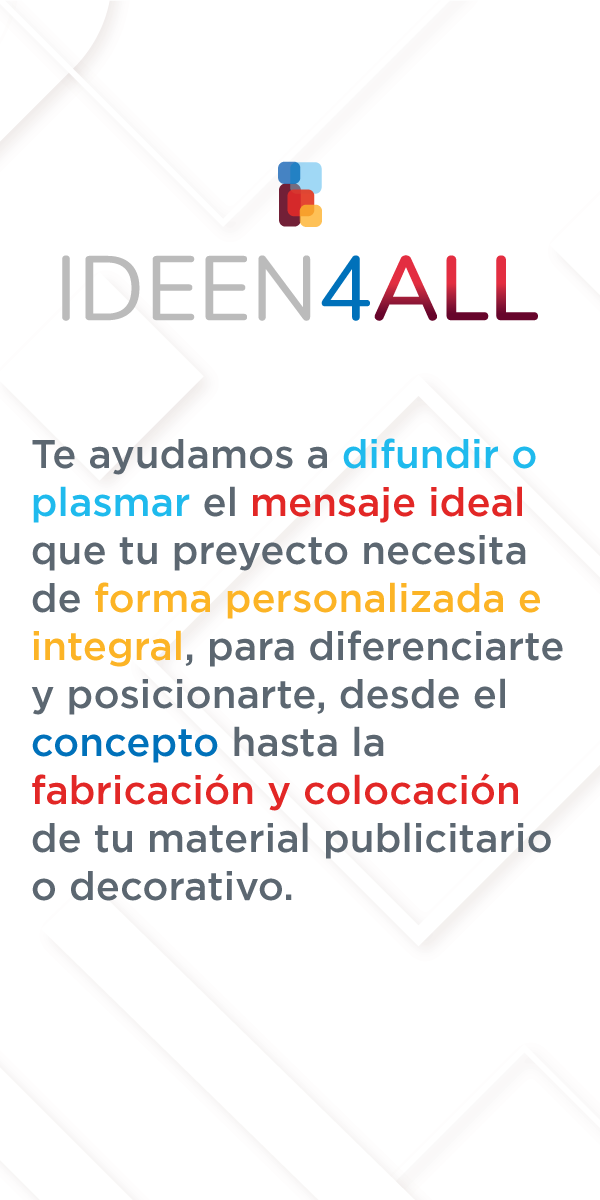 IDEEN4ALL
Te ayudamos a difundir o
plasmar el mensaje ideal
que tu preyecto necesita
de forma personalizada e
integral, para diferenciarte
y posicionarte, desde el
concepto hasta la
fabricación y colocación
de tu material publicitario
o decorativo.